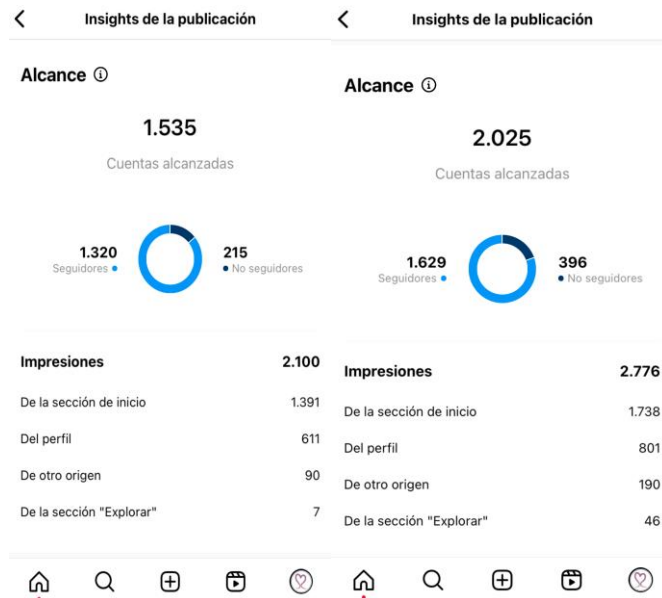 Insights de la publicación
Alcance
1.535
Cuentas alcanzadas
1.320
Seguidores
215
No seguidores
Impresiones 2.100
De la sección de inicio 1.391
Del perfil 611
De otro origen 90
De la sección "Explorar" 7
Insights de la publicación
Alcance
2.025
Cuentas alcanzadas
1.629
Seguidores
396
No seguidores
Impresiones 2.776
De la sección de inicio 1.738
Del perfil 801
De otro origen 190
De la sección "Explorar" 46